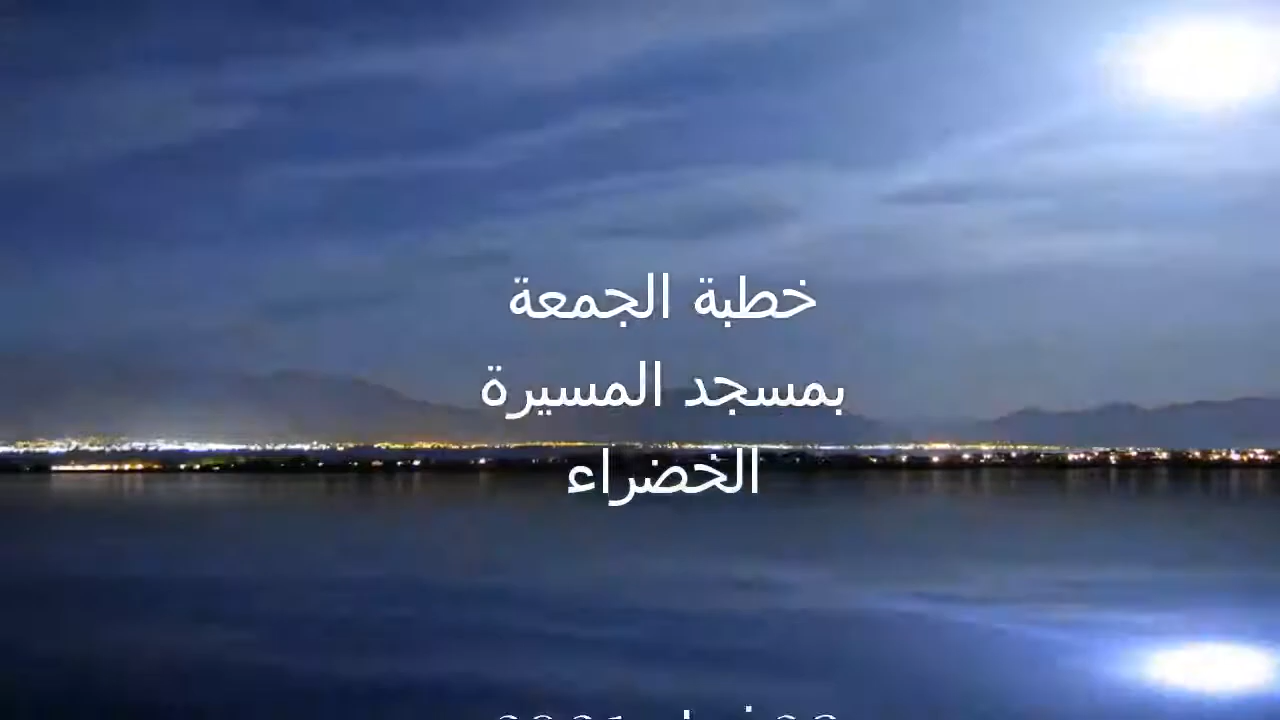 خطبة الجمعة
بمسجد المسيرة
الخضراء